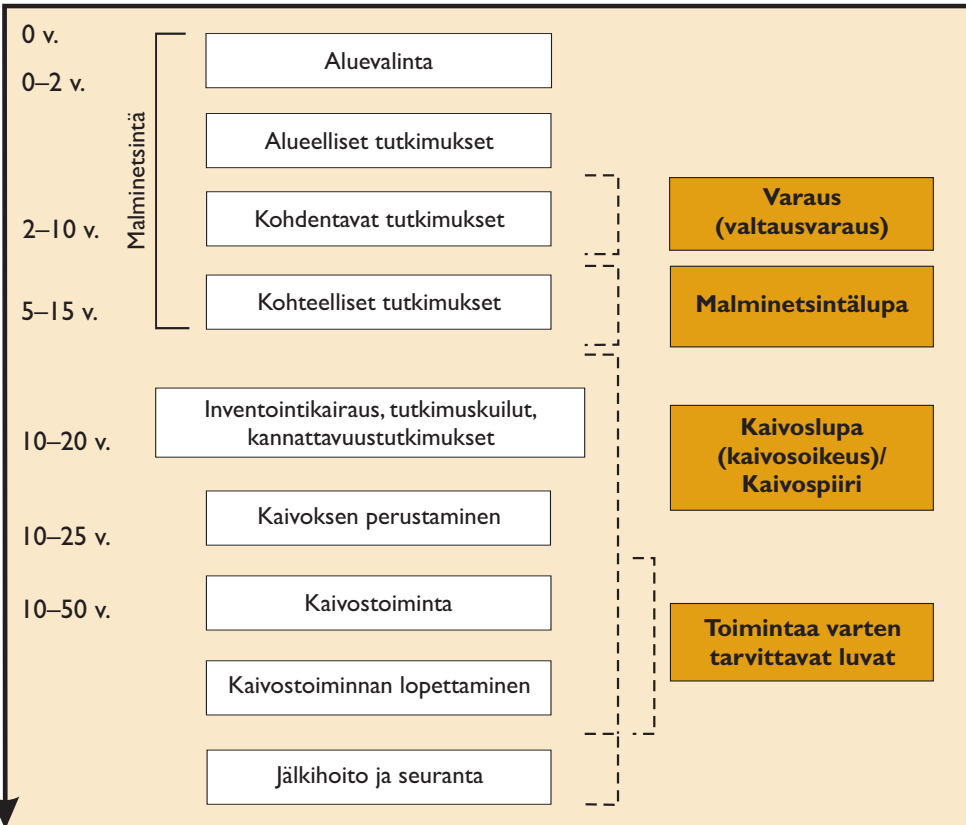 0 v.
0–2 v.
2–10 v.
5–15 v.
10–20 v.
10–25 v.
10–50 v.
Malminetsintä
Aluevalinta
Alueelliset tutkimukset
Kohdentavat tutkimukset
Kohteelliset tutkimukset
Inventointikairaus, tutkimuskuilut,
kannattavuustutkimukset
Kaivoksen perustaminen
Kaivostoiminta
Kaivostoiminnan lopettaminen
Jälkihoito ja seuranta
Varaus
(valtausvaraus)
Malminetsintälupa
Kaivoslupa
(kaivosoikeus)/
Kaivospiiri
Toimintaa varten
tarvittavat luvat